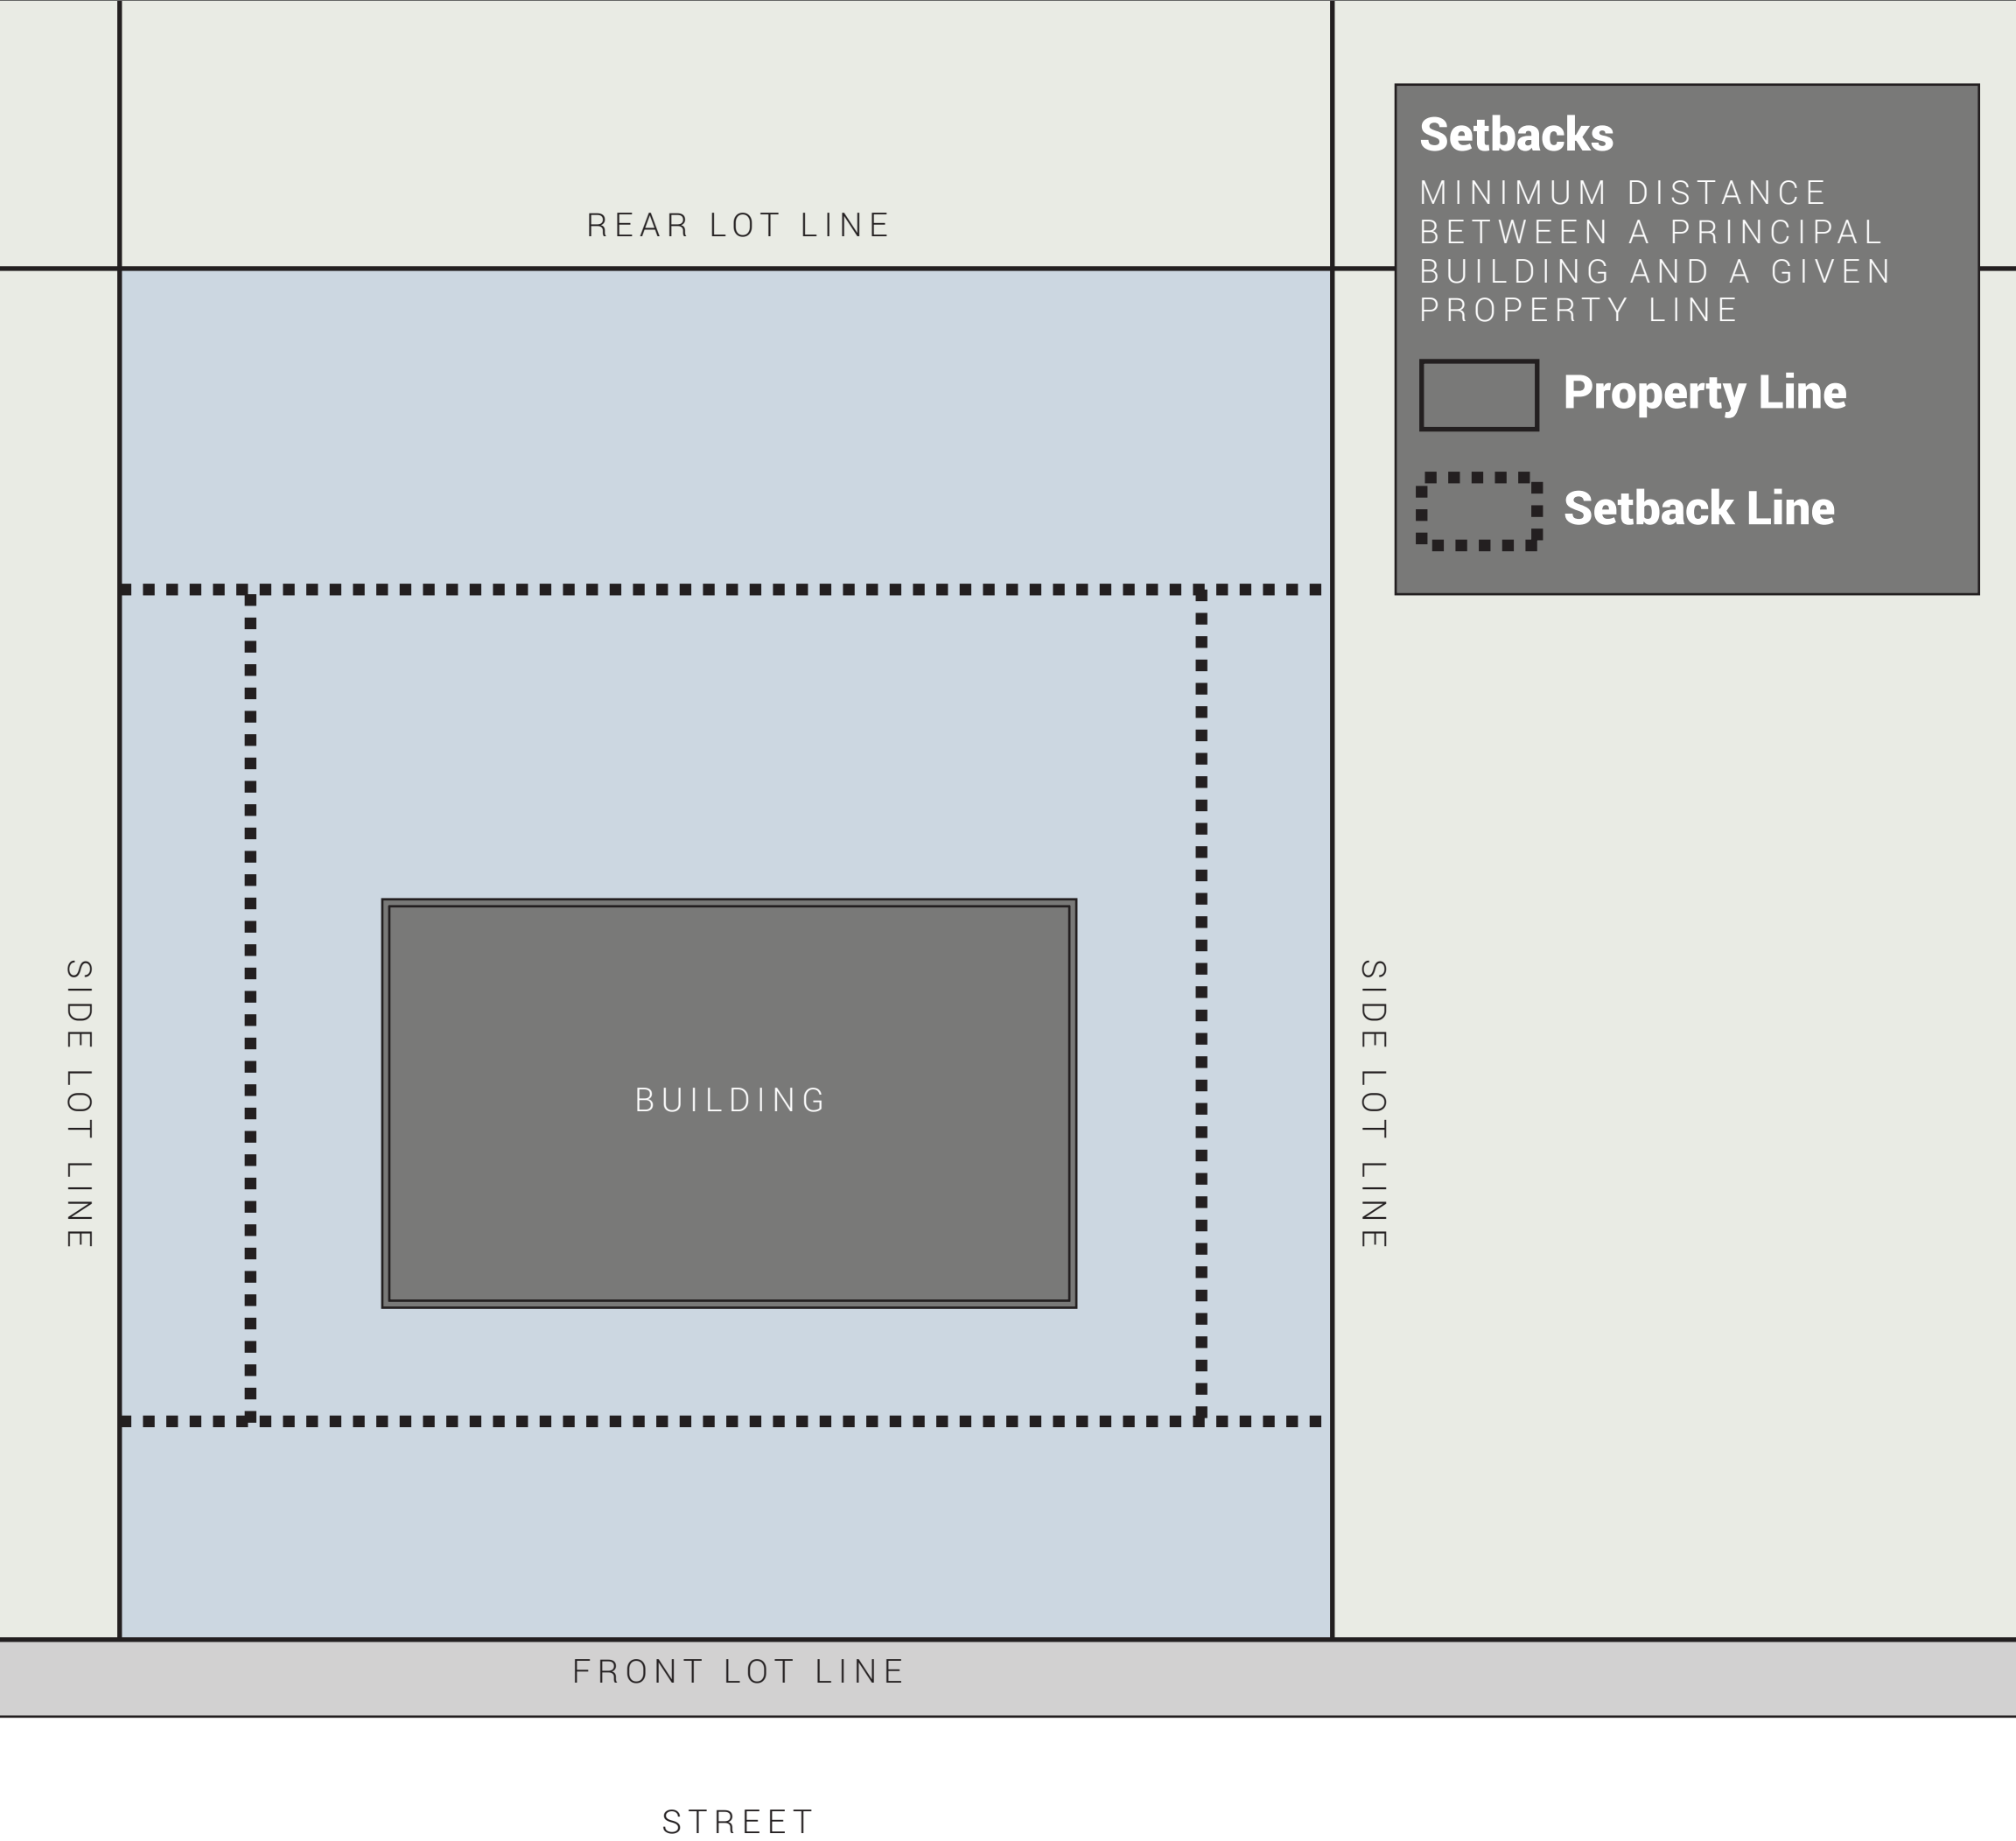 REAR LOT LINE
Setbacks
MINIMUM DISTANCE
BETWEEN A PRINCIPAL
BUILDING AND A GIVEN
PROPERTY LINE
Property Line
Setback Line
SIDE LOT LINE
BUILDING
SIDE LOT LINE
FRONT LOT LINE
STREET